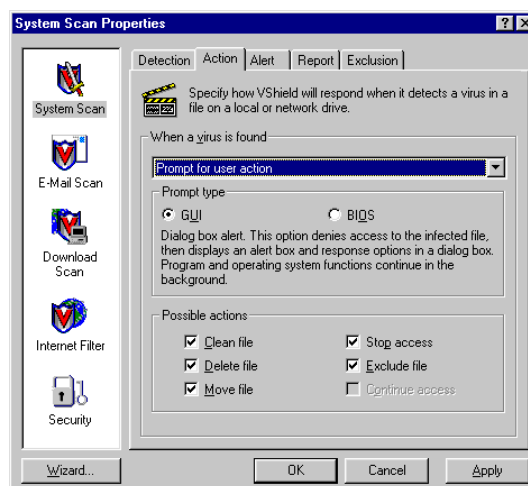 System Scan Properties
System Scan
E-Mail Scan
Download
Scan
Internet Filter
Security
Detection
Action
Alert
Report
Exclusion
Specify how VShield will respond when it detects a virus in a
file on a local or network drive.
When a virus is found
Prompt for user action
Prompt type
GUI
BIOS
Dialog box alert. This option denies access to the infected file,
then displays an alert box and response options in a dialog box.
Program and operating system functions continue in the
background.
Possible actions
Clean file
Stop access
Delete file
Exclude file
Move file
Continue access
Wizard...
OK
Cancel
Apply